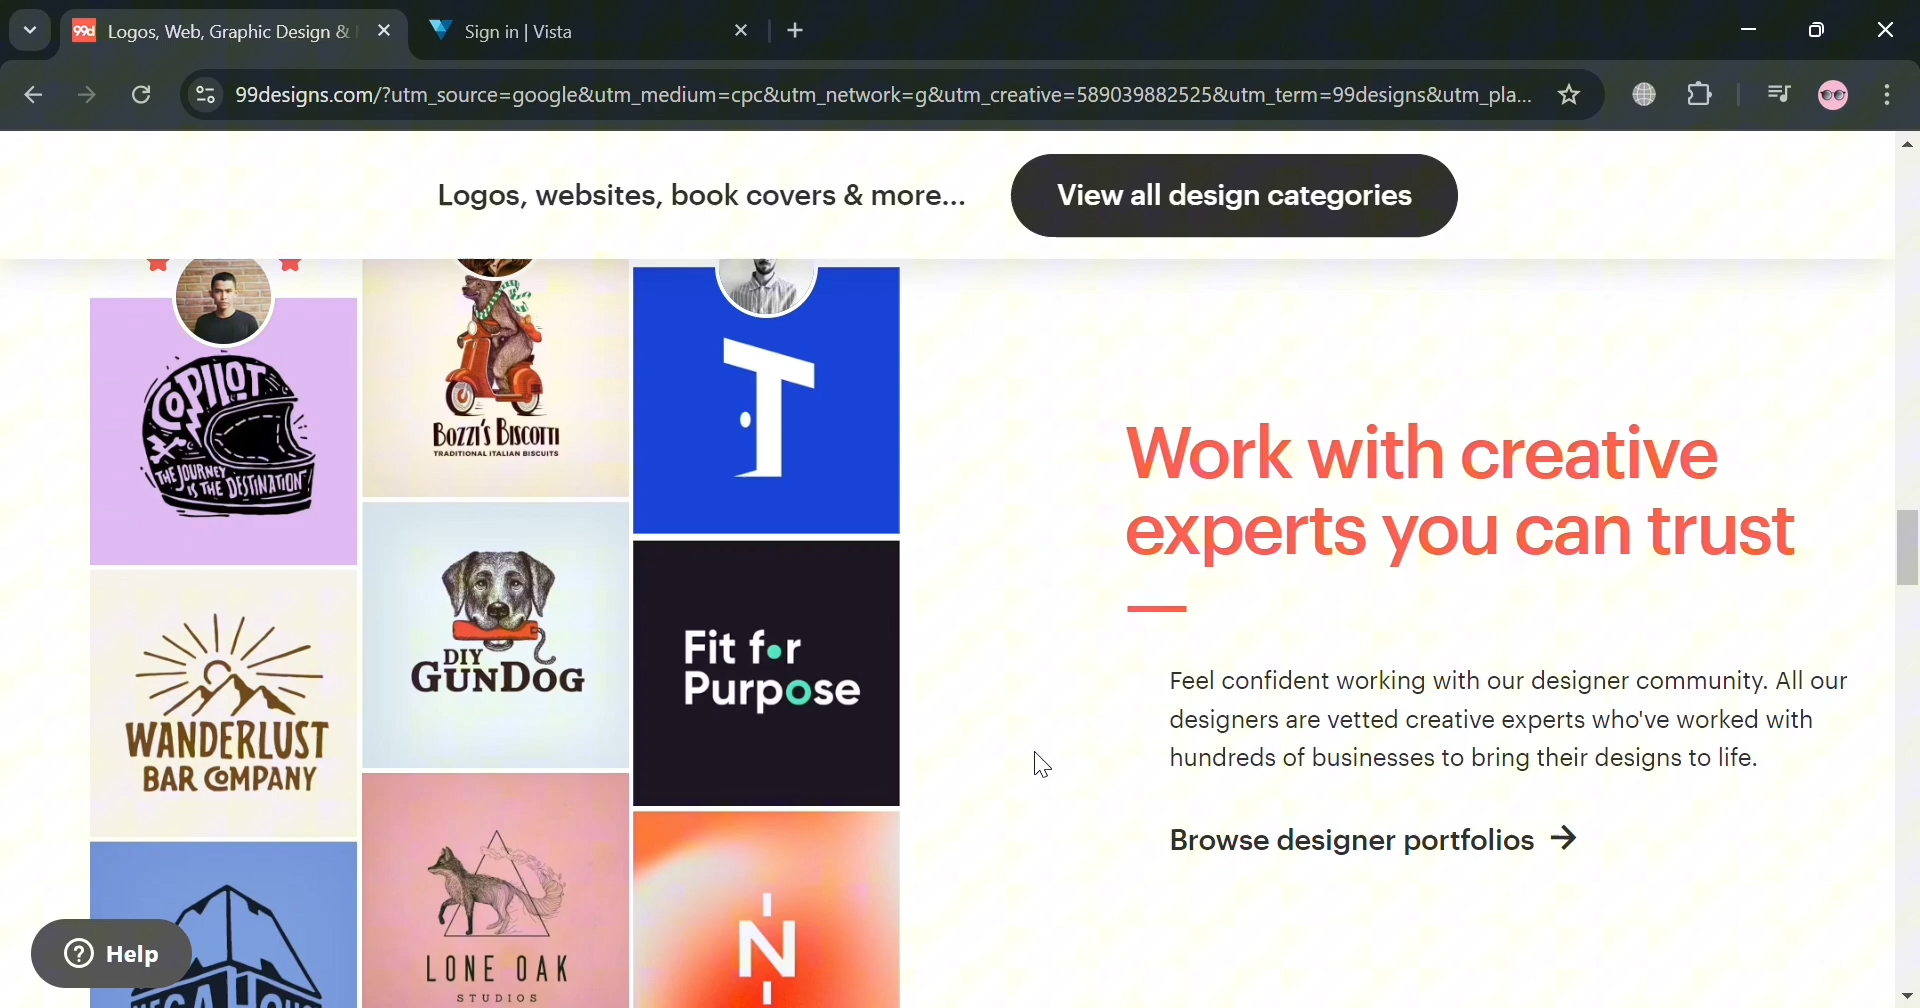 99d
Logos, Web, Graphic Design &
Sign in | Vista
99designs.com/?utm_source=google&utm_medium=cpc&utm_network=g&utm_creative=589039882525&utm_term=99designs&utm_pla...
Logos, websites, book covers & more...
View all design categories
COPILOT
THE JOURNEY
IS THE DESTINATION
BOZZI'S BISCOTTI
TRADITIONAL ITALIAN BISCUITS
T
DIY
GUNDOG
Fit for
Purpose
WANDERLUST
BAR COMPANY
LONE OAK
STUDIOS
N
Work with creative
experts you can trust
Feel confident working with our designer community. All our
designers are vetted creative experts who've worked with
hundreds of businesses to bring their designs to life.
Browse designer portfolios
Help